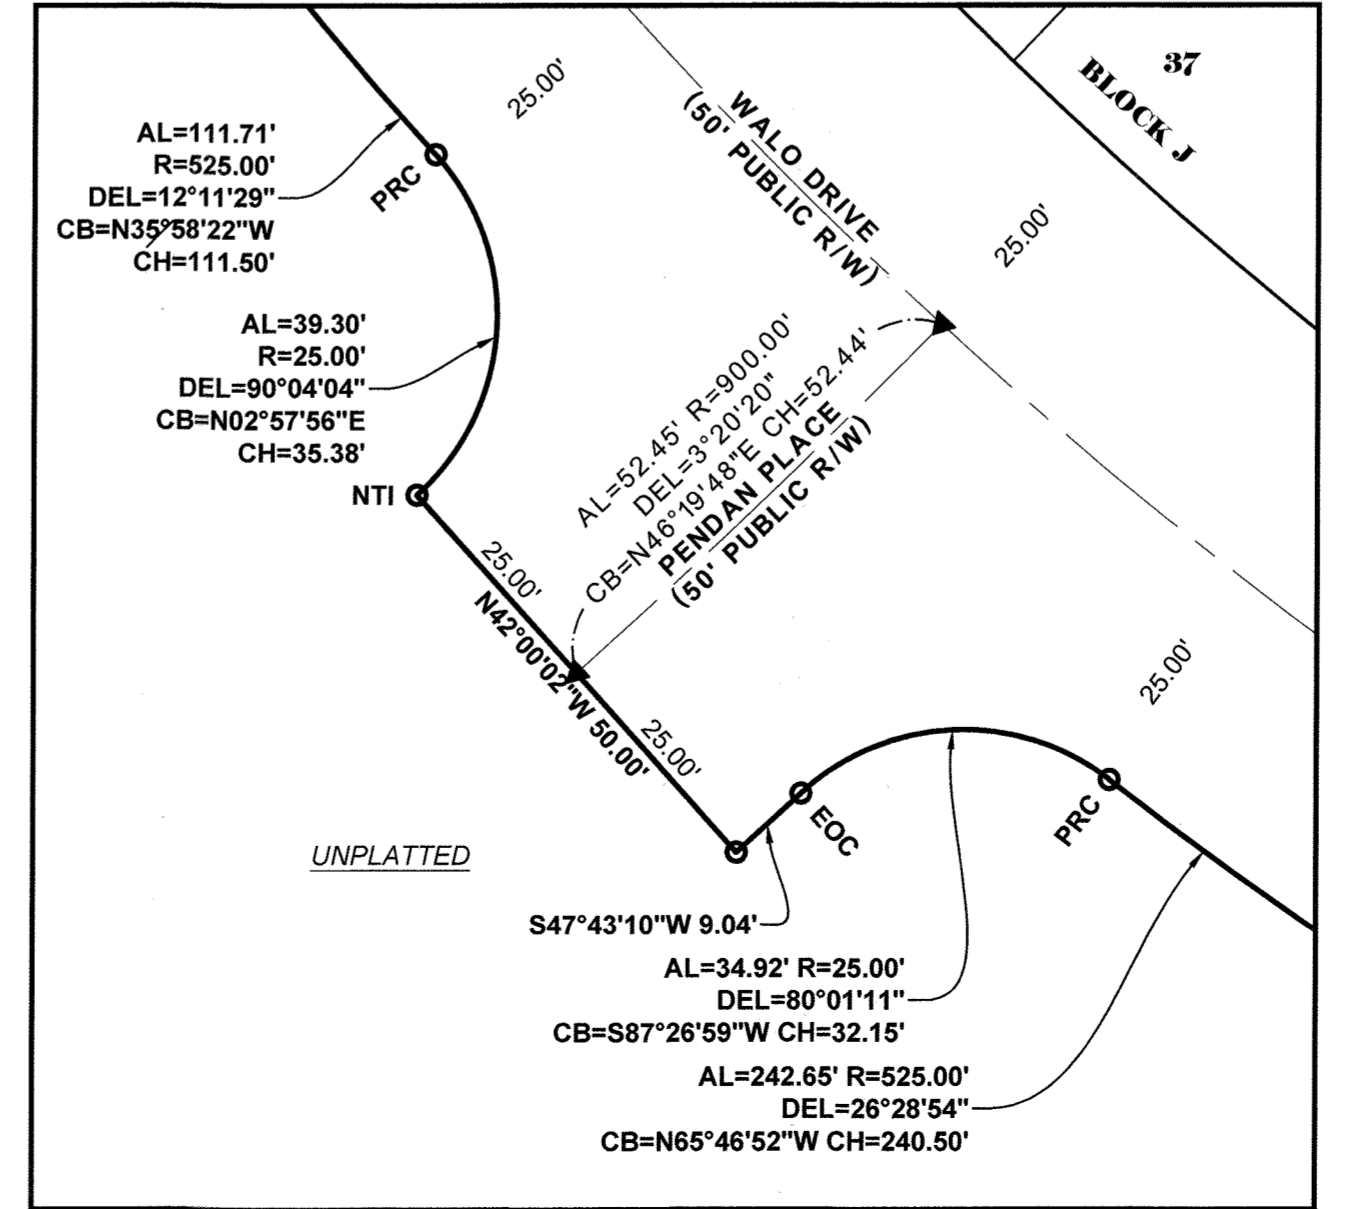 37
BLOCK J
25.00'
WALO DRIVE
(50' PUBLIC R/W)
25.00'
AL=111.71'
R=525.00'
DEL=12°11'29"
CB=N35°58'22"W
CH=111.50'
PRC
AL=39.30'
R=25.00'
DEL=90°04'04"
CB=N02°57'56"E
CH=35.38'
NTI
AL=52.45' R=900.00'
DEL=3°20'20"
CB=N46°19'48"E CH=52.44'
PENDAN PLACE
(50' PUBLIC R/W)
25.00'
N42°00'02"W 50.00'
25.00'
25.00'
EOC
PRC
UNPLATTED
S47°43'10"W 9.04'
AL=34.92' R=25.00'
DEL=80°01'11"
CB=S87°26'59"W CH=32.15'
AL=242.65' R=525.00'
DEL=26°28'54"
CB=N65°46'52"W CH=240.50'